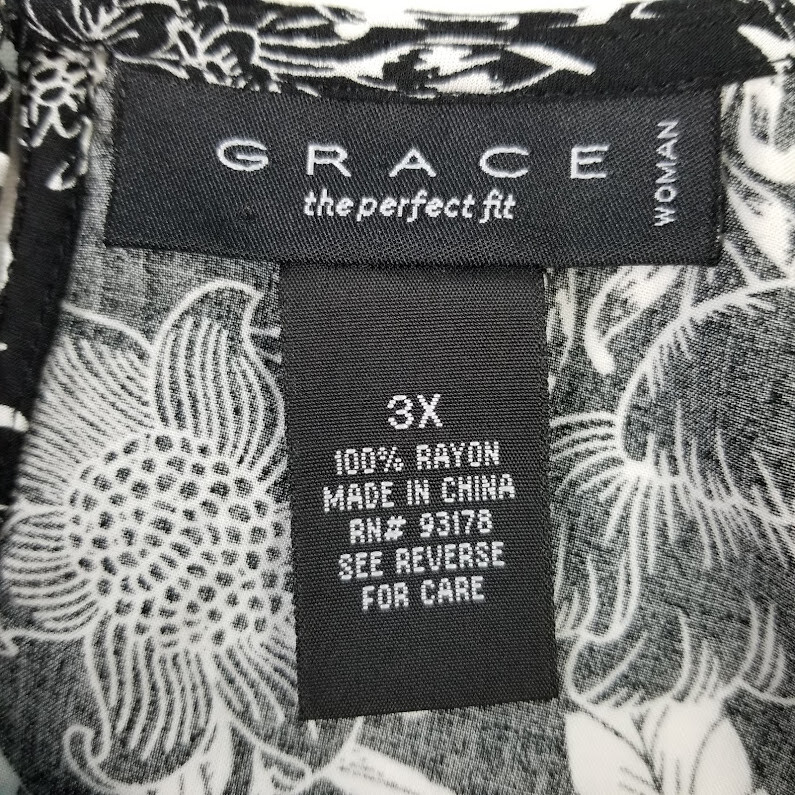 GRACE
WOMAN
the perfect fit
3X
100% RAYON
MADE IN CHINA
RN# 93178
SEE REVERSE
FOR CARE